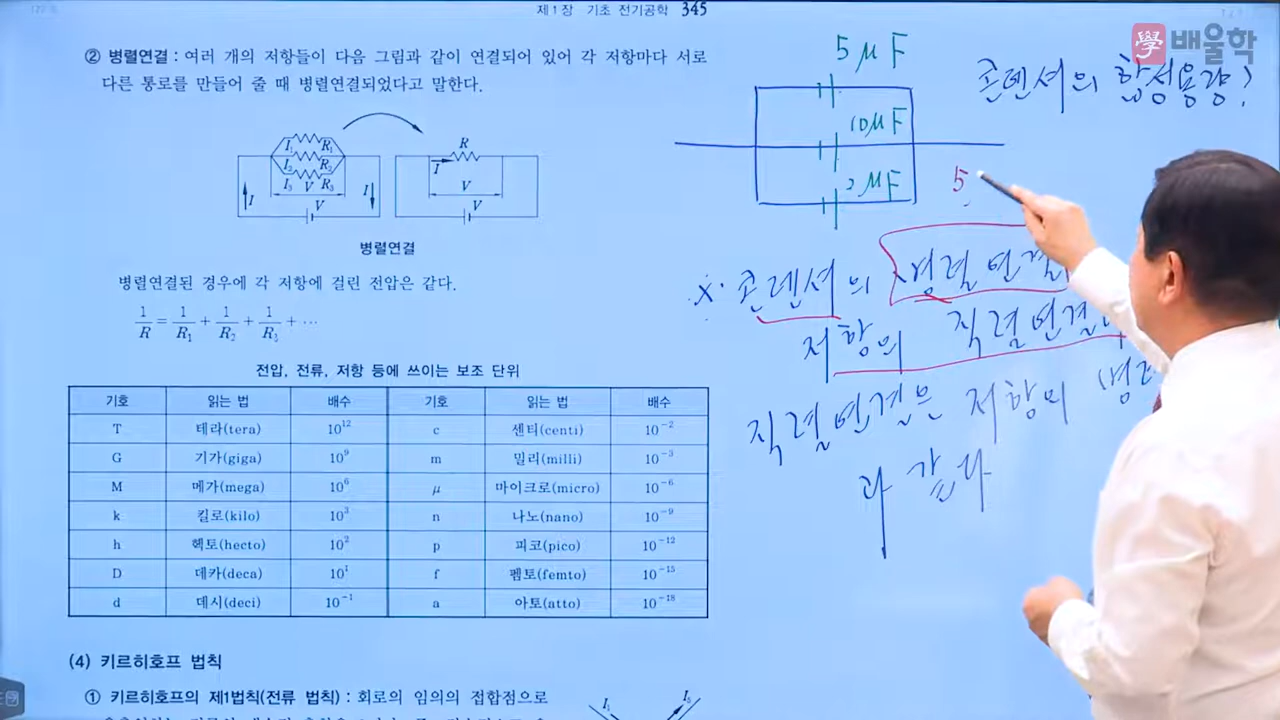 제1장 기초 전기공학 345
學 배울학
② 병렬연결 : 여러 개의 저항들이 다음 그림과 같이 연결되어 있어 각 저항마다 서로
다른 통로를 만들어 줄 때 병렬연결되었다고 말한다.
I₁ R₁
I₂ R₂
I₃ V R₃
I I
V
R
I
V
V
병렬연결
병렬연결된 경우에 각 저항에 걸린 전압은 같다.
1/R = 1/R₁ + 1/R₂ + 1/R₃ + ⋯
전압, 전류, 저항 등에 쓰이는 보조 단위
기호 읽는 법 배수 기호 읽는 법 배수
T 테라(tera) 10¹² c 센티(centi) 10⁻²
G 기가(giga) 10⁹ m 밀리(milli) 10⁻³
M 메가(mega) 10⁶ μ 마이크로(micro) 10⁻⁶
k 킬로(kilo) 10³ n 나노(nano) 10⁻⁹
h 헥토(hecto) 10² p 피코(pico) 10⁻¹²
D 데카(deca) 10¹ f 펨토(femto) 10⁻¹⁵
d 데시(deci) 10⁻¹ a 아토(atto) 10⁻¹⁸
(4) 키르히호프 법칙
① 키르히호프의 제1법칙(전류 법칙) : 회로의 임의의 접합점으로
I₁ I₃
5μF
10μF
2μF
콘덴셔의 합성용량?
5
※ 콘덴셔의 병렬연결
저항의 직렬연결
직렬연결은 저항의
과 같다